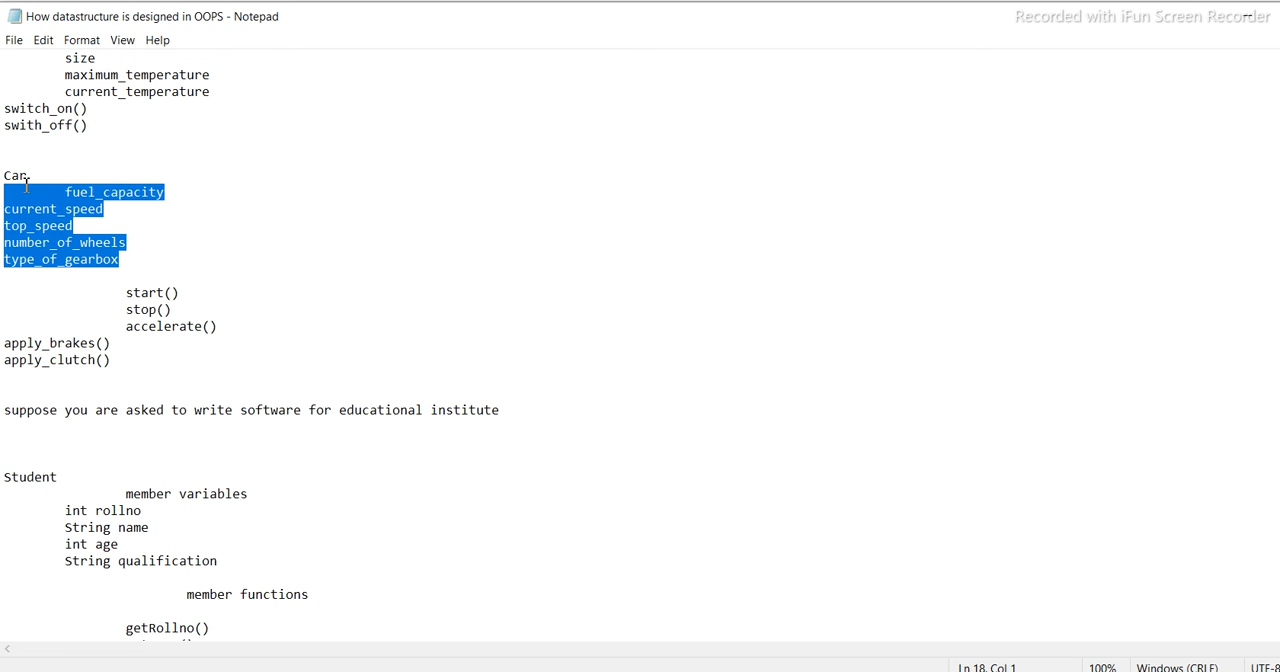 How datastructure is designed in OOPS - Notepad
Recorded with iFun Screen Recorder
File Edit Format View Help
size
maximum_temperature
current_temperature
switch_on()
swith_off()
Car
fuel_capacity
current_speed
top_speed
number_of_wheels
type_of_gearbox
start()
stop()
accelerate()
apply_brakes()
apply_clutch()
suppose you are asked to write software for educational institute
Student
member variables
int rollno
String name
int age
String qualification
member functions
getRollno()
Ln 18, Col 1 100% Windows (CRLF) UTF-8